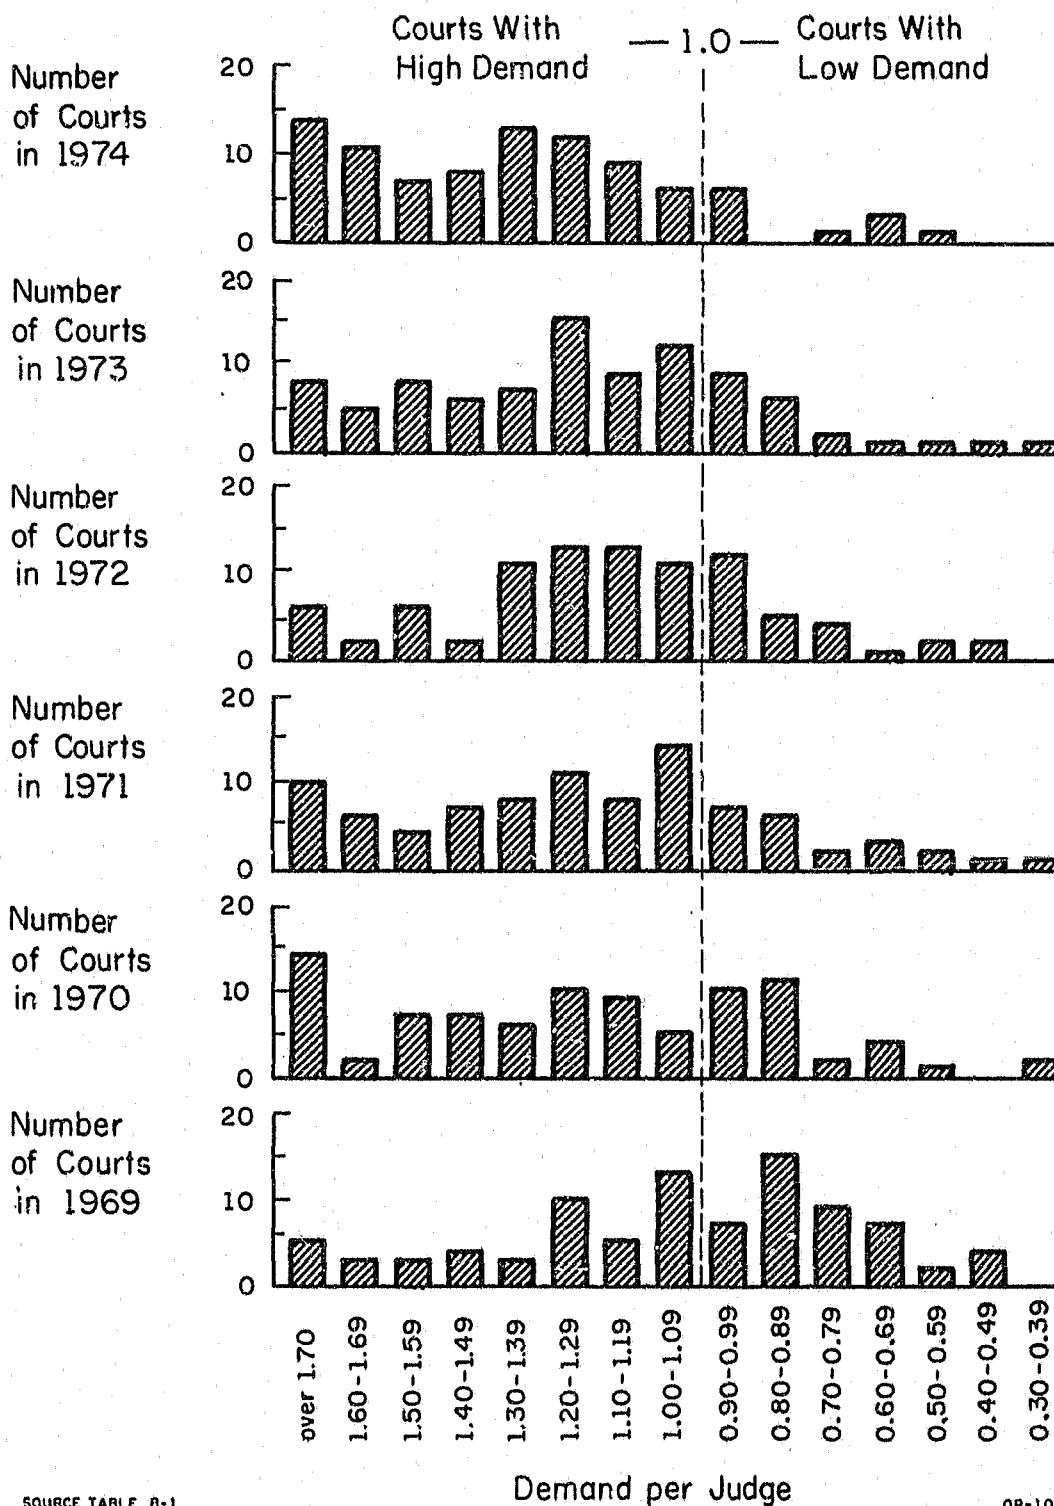 Courts With
High Demand
— 1.0 —
Courts With
Low Demand
Number
of Courts
in 1974
20
10
0
Number
of Courts
in 1973
20
10
0
Number
of Courts
in 1972
20
10
0
Number
of Courts
in 1971
20
10
0
Number
of Courts
in 1970
20
10
0
Number
of Courts
in 1969
20
10
0
over 1.70
1.60-1.69
1.50-1.59
1.40-1.49
1.30-1.39
1.20-1.29
1.10-1.19
1.00-1.09
0.90-0.99
0.80-0.89
0.70-0.79
0.60-0.69
0.50-0.59
0.40-0.49
0.30-0.39
Demand per Judge
SOURCE TABLE B-1